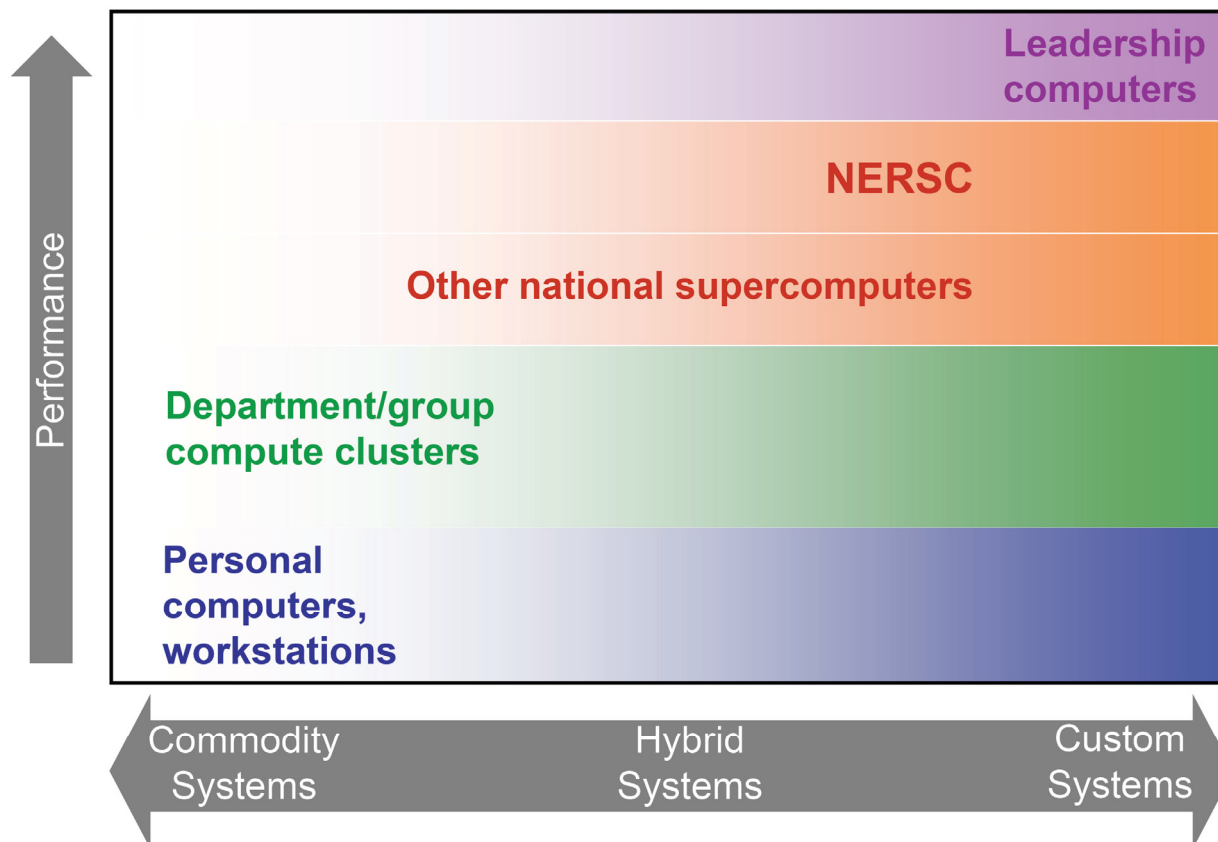 Leadership
computers
NERSC
Other national supercomputers
Department/group
compute clusters
Personal
computers,
workstations
Performance
Commodity
Systems
Hybrid
Systems
Custom
Systems